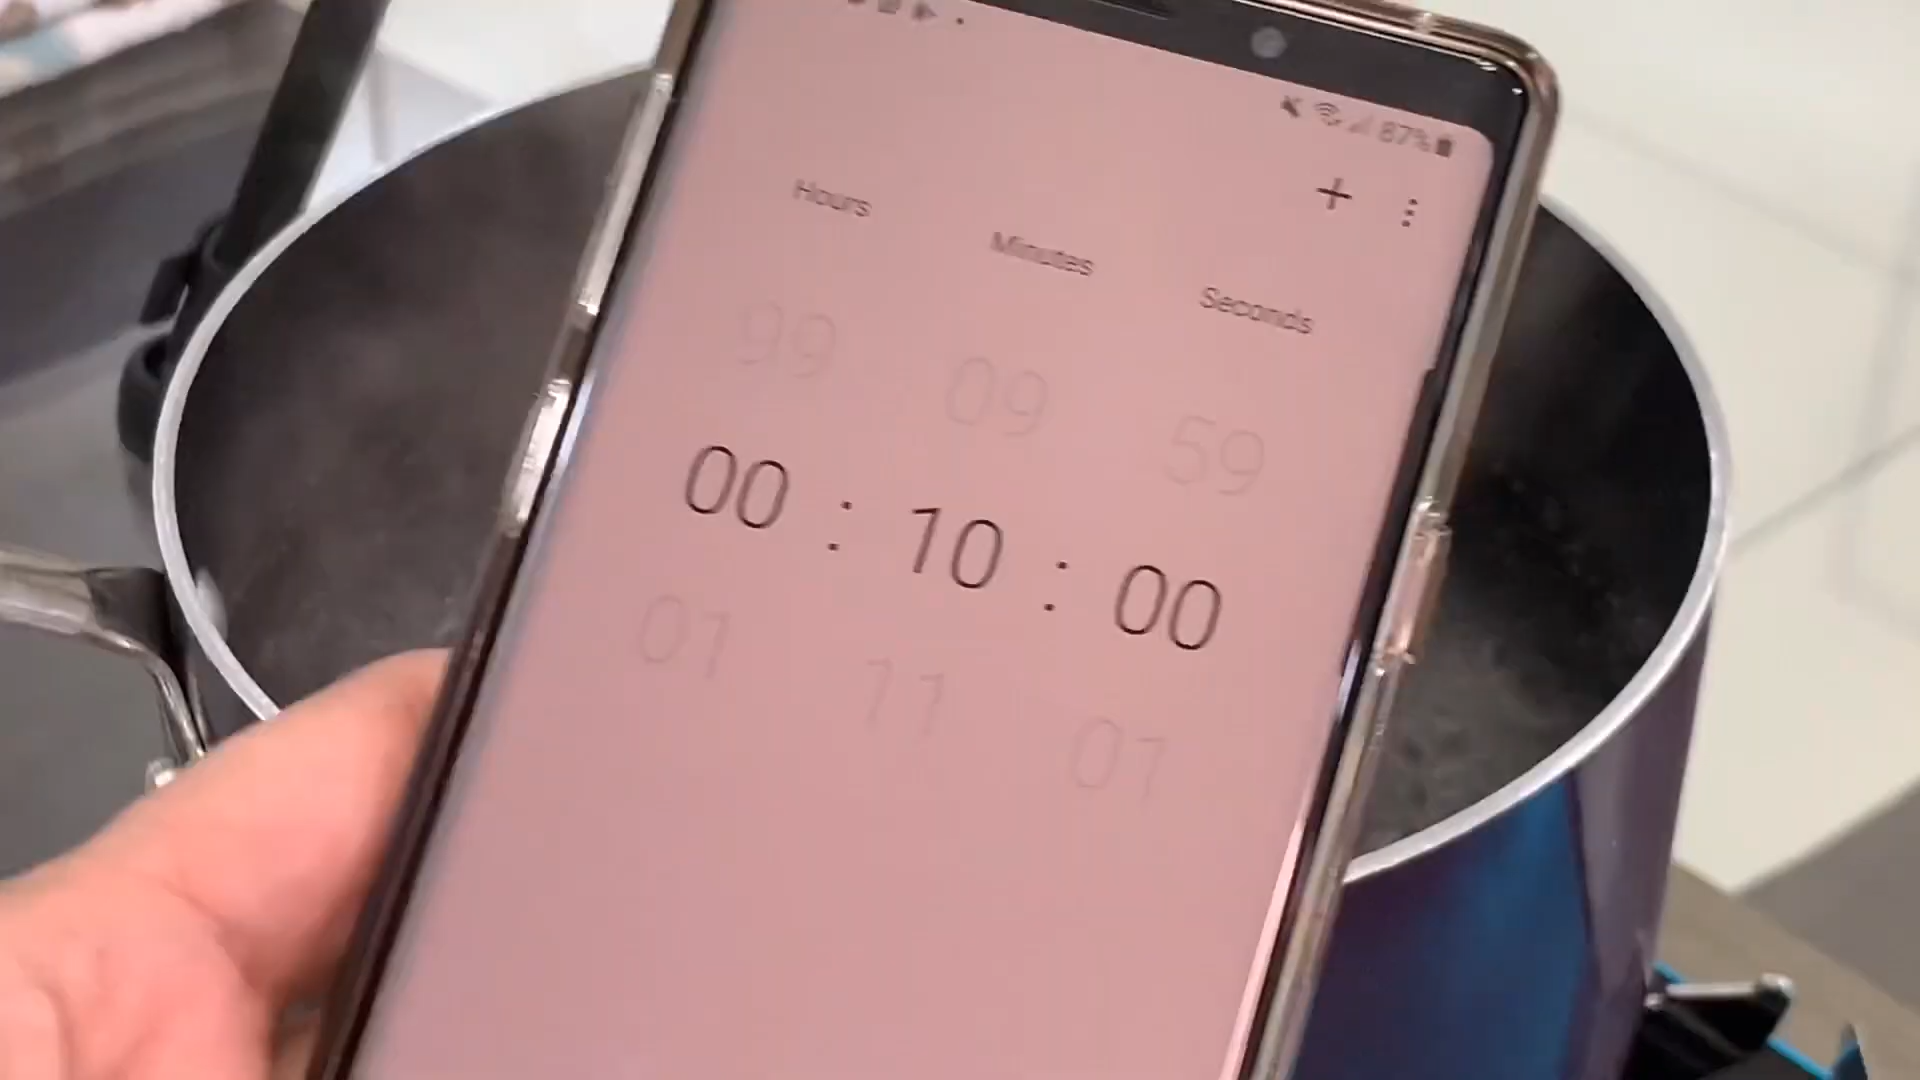 87%
+
Hours Minutes Seconds
99 09 59
00 : 10 : 00
01 11 01